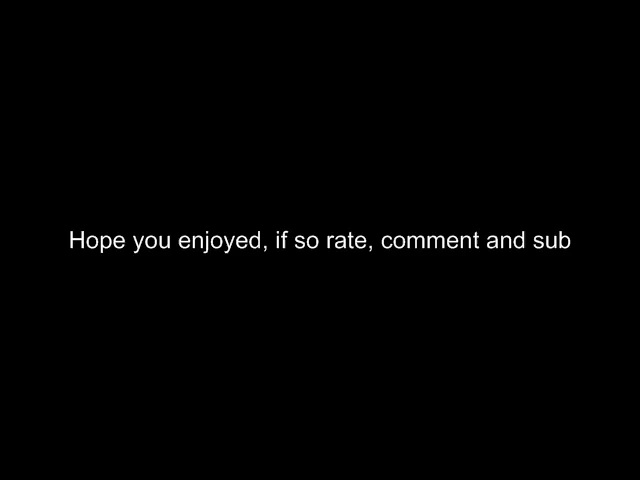 Hope you enjoyed, if so rate, comment and sub